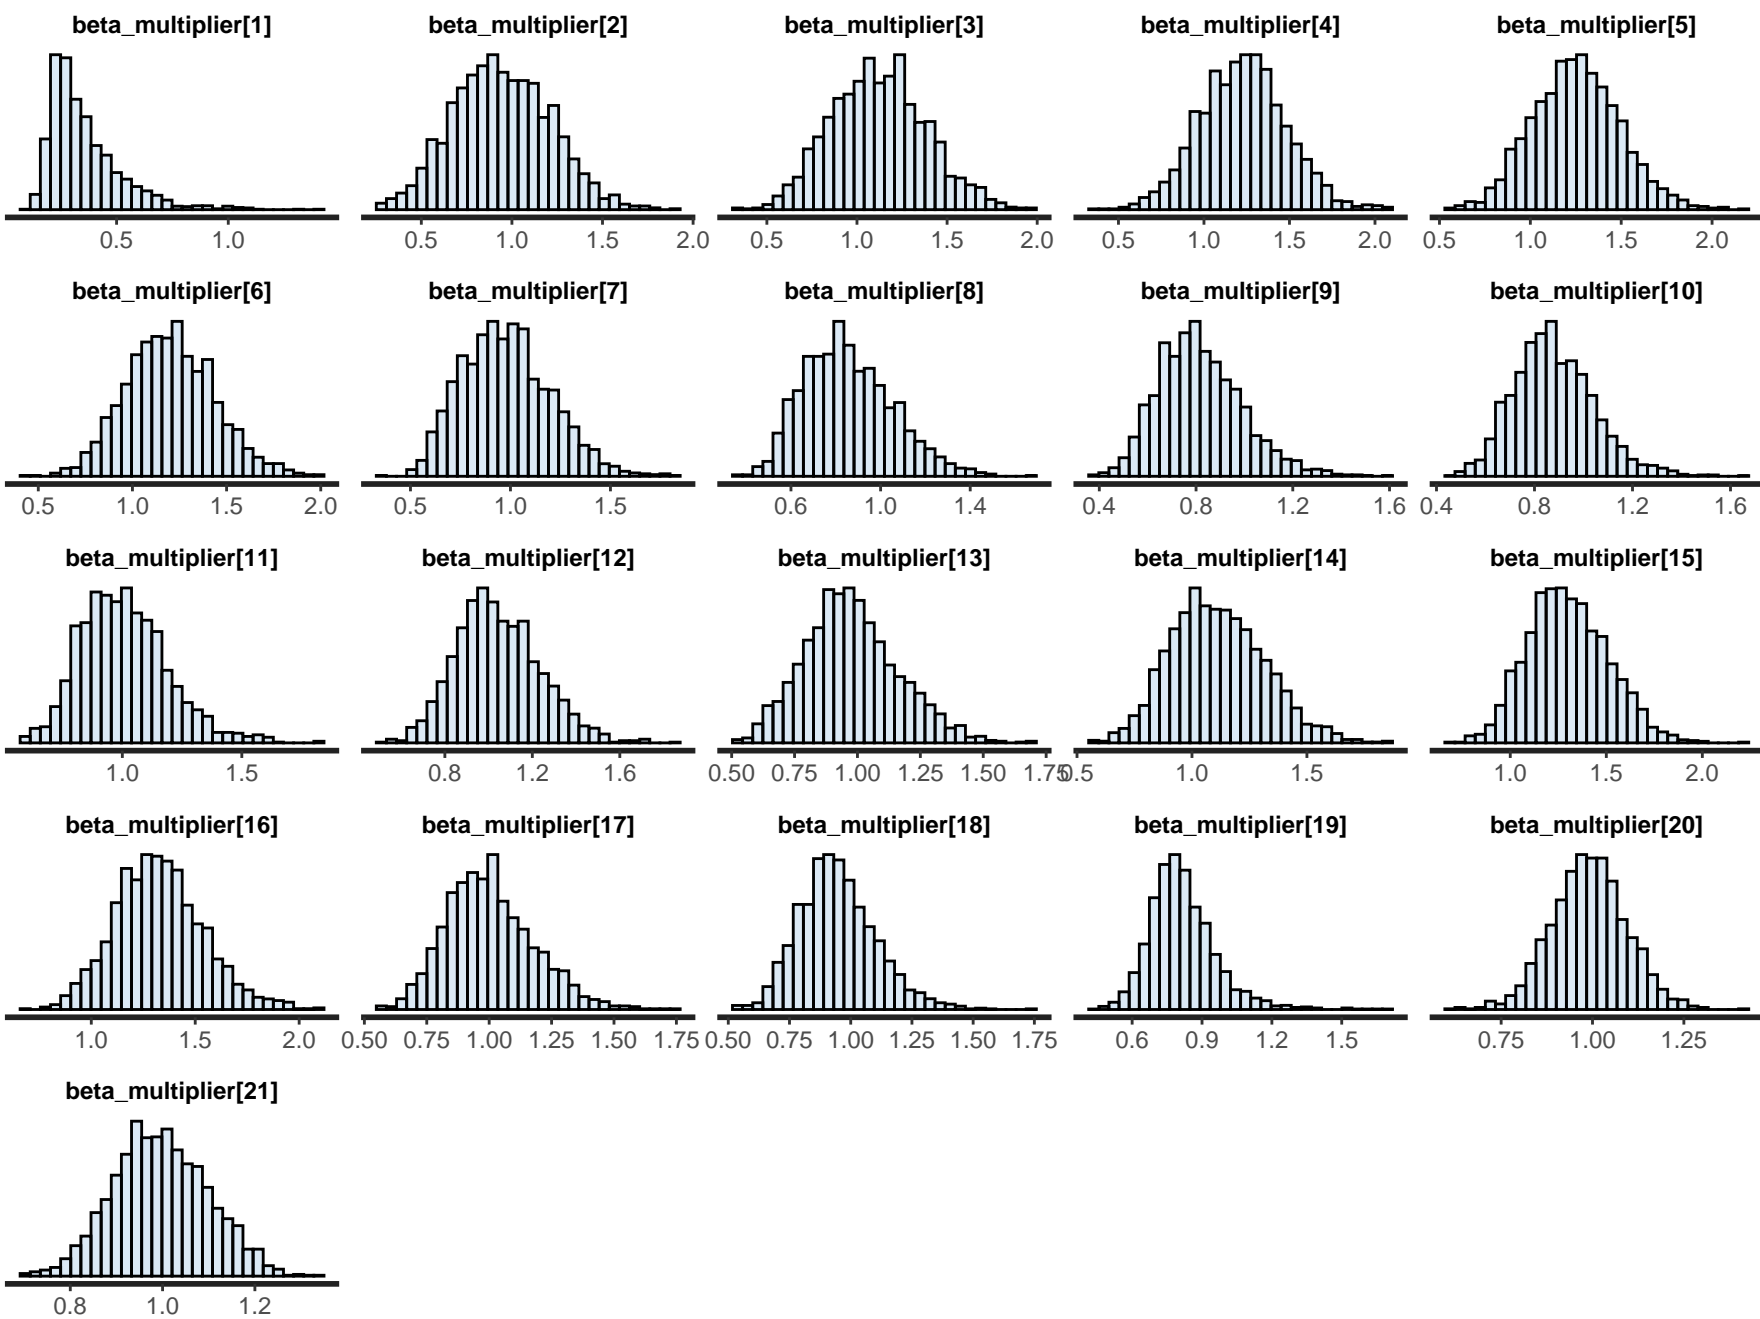 beta_multiplier[1] beta_multiplier[2] beta_multiplier[3] beta_multiplier[4] beta_multiplier[5]
0.5 1.0 0.5 1.0 1.5 2.0 0.5 1.0 1.5 2.0 0.5 1.0 1.5 2.0 0.5 1.0 1.5 2.0
beta_multiplier[6] beta_multiplier[7] beta_multiplier[8] beta_multiplier[9] beta_multiplier[10]
0.5 1.0 1.5 2.0 0.5 1.0 1.5 0.6 1.0 1.4 0.4 0.8 1.2 1.6 0.4 0.8 1.2 1.6
beta_multiplier[11] beta_multiplier[12] beta_multiplier[13] beta_multiplier[14] beta_multiplier[15]
1.0 1.5 0.8 1.2 1.6 0.50 0.75 1.00 1.25 1.50 1.75 0.5 1.0 1.5 1.0 1.5 2.0
beta_multiplier[16] beta_multiplier[17] beta_multiplier[18] beta_multiplier[19] beta_multiplier[20]
1.0 1.5 2.0 0.50 0.75 1.00 1.25 1.50 1.75 0.50 0.75 1.00 1.25 1.50 1.75 0.6 0.9 1.2 1.5 0.75 1.00 1.25
beta_multiplier[21]
0.8 1.0 1.2